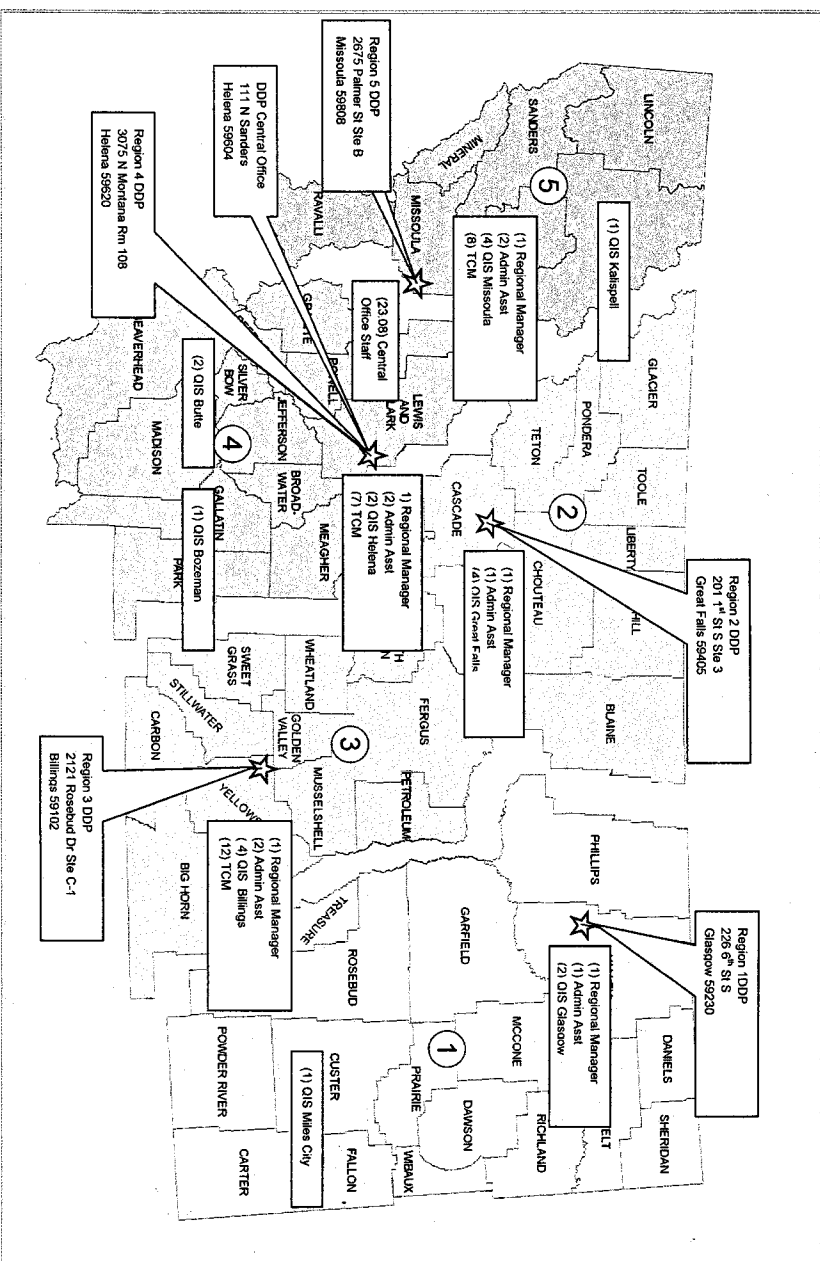 Region 5 DDP
2675 Palmer St Ste B
Missoula 59808
DDP Central Office
111 N Sanders
Helena 59604
Region 4 DDP
3075 N Montana Rm 108
Helena 59620
Region 2 DDP
201 1st St S Ste 3
Great Falls 59405
Region 1DDP
226 6th St S
Glasgow 59230
Region 3 DDP
2121 Rosebud Dr Ste C-1
Billings 59102
(1) QIS Kalispell
(1) Regional Manager
(2) Admin Asst
(4) QIS Missoula
(8) TCM
(23.08) Central
Office Staff
1) Regional Manager
(2) Admin Asst
(2) QIS Helena
(7) TCM
(2) QIS Butte
(1) QIS Bozeman
(1) Regional Manager
(1) Admin Asst
(4) QIS Great Falls
(1) Regional Manager
(2) Admin Asst
( 4) QIS Billings
(12) TCM
(1) Regional Manager
(1) Admin Asst
(2) QIS Glasgow
(1) QIS Miles City
LINCOLN
SANDERS
MINERAL
MISSOULA
RAVALLI
5
GLACIER
PONDERA
TETON
TOOLE
LIBERTY
HILL
CHOUTEAU
CASCADE
BLAINE
2
LEWIS
AND
LARK
SILVER
BOW
JEFFERSON
BROAD-
WATER
MEAGHER
EAVERHEAD
MADISON
GALLATIN
PARK
4
FERGUS
PETROLEUM
WHEATLAND
GOLDEN
VALLEY
MUSSELSHELL
SWEET
GRASS
STILLWATER
CARBON
YELLOW
BIG HORN
3
PHILLIPS
DANIELS
SHERIDAN
ELT
RICHLAND
MCCONE
GARFIELD
DAWSON
PRAIRIE
WIBAUX
TREASURE
ROSEBUD
CUSTER
FALLON
POWDER RIVER
CARTER
1